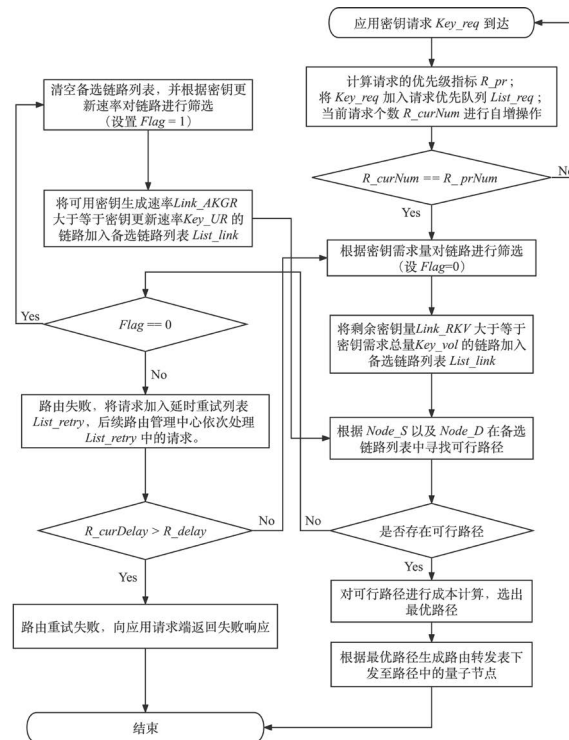 应用密钥请求 Key_req 到达
计算请求的优先级指标 R_pr；
将 Key_req 加入请求优先队列 List_req；
当前请求个数 R_curNum 进行自增操作
No
R_curNum == R_prNum
Yes
根据密钥需求量对链路进行筛选
（设 Flag=0）
将剩余密钥量Link_RKV 大于等于
密钥需求总量Key_vol 的链路加入
备选链路列表 List_link
根据 Node_S 以及 Node_D 在备选
链路列表中寻找可行路径
No
是否存在可行路径
Yes
对可行路径进行成本计算，选出
最优路径
根据最优路径生成路由转发表下
发至路径中的量子节点
清空备选链路列表，并根据密钥更
新速率对链路进行筛选
（设置 Flag = 1）
将可用密钥生成速率Link_AKGR
大于等于密钥更新速率Key_UR 的
链路加入备选链路列表 List_link
Yes
Flag == 0
No
路由失败，将请求加入延时重试列表
List_retry，后续路由管理中心依次处理
List_retry 中的请求。
No
R_curDelay > R_delay
Yes
路由重试失败，向应用请求端返回失败响应
结束